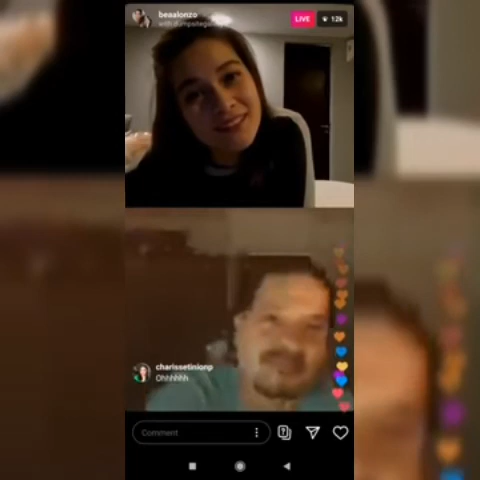 beaalonzo
LIVE
12k
charissetinionp
Ohhhhhh
Comment